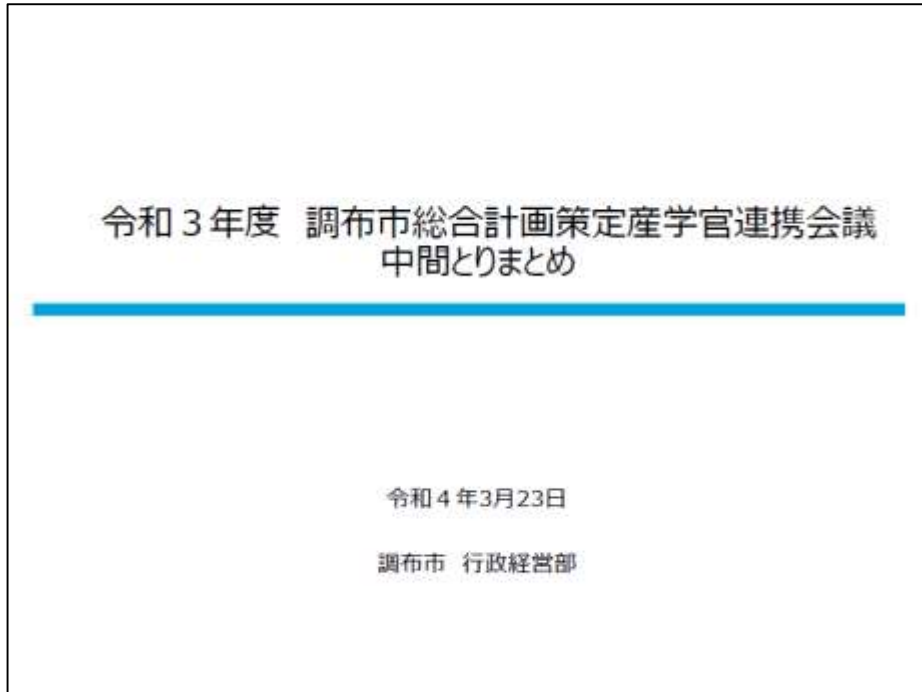 令和３年度　調布市総合計画策定産学官連携会議
中間とりまとめ
令和４年3月23日
調布市　行政経営部